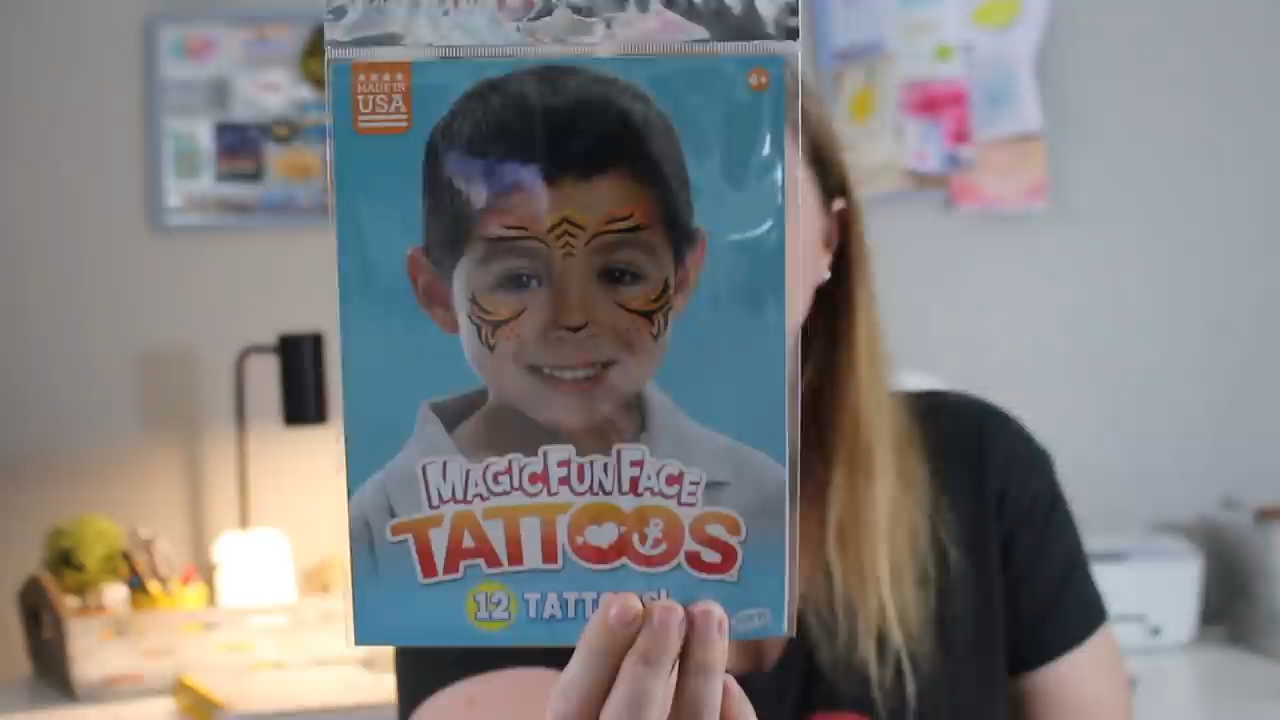 MADE IN
USA
4+
MAGIC FUN FACE
TATTOOS
12